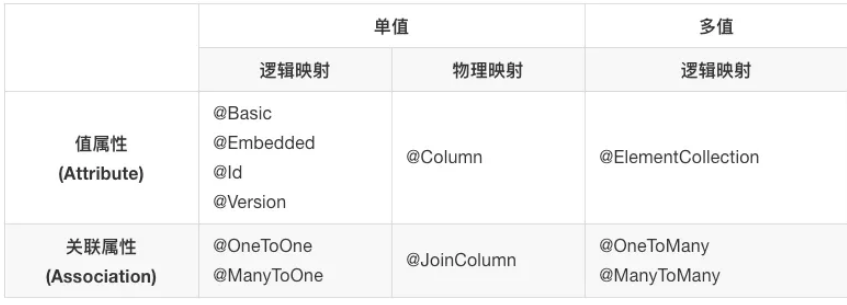 单值
多值
逻辑映射
物理映射
逻辑映射
值属性
(Attribute)
@Basic
@Embedded
@Id
@Version
@Column
@ElementCollection
关联属性
(Association)
@OneToOne
@ManyToOne
@JoinColumn
@OneToMany
@ManyToMany